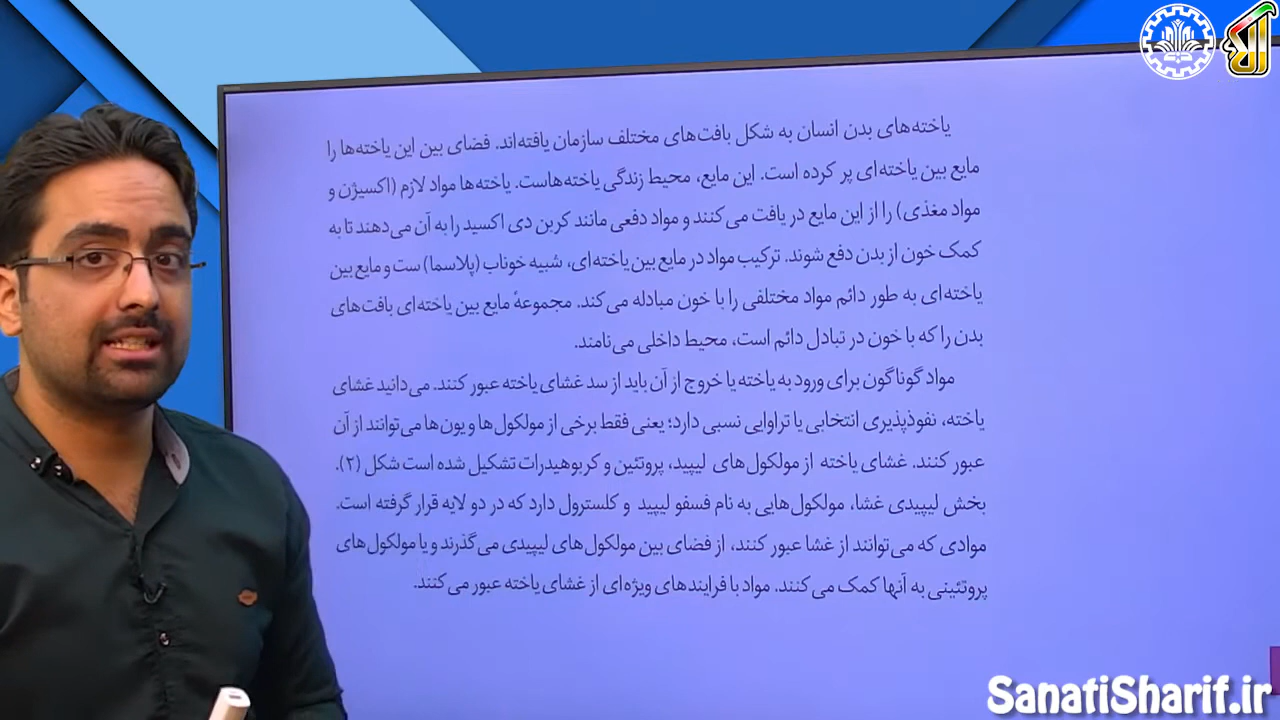 یاخته‌های بدن انسان به شکل بافت‌های مختلف سازمان یافته‌اند. فضای بین این یاخته‌ها را
مایع بین یاخته‌ای پر کرده است. این مایع، محیط زندگی یاخته‌هاست. یاخته‌ها مواد لازم (اکسیژن و
مواد مغذی) را از این مایع در یافت می‌کنند و مواد دفعی مانند کربن دی اکسید را به آن می‌دهند تا به
کمک خون از بدن دفع شوند. ترکیب مواد در مایع بین یاخته‌ای، شبیه خوناب (پلاسما) ست و مایع بین
یاخته‌ای به طور دائم مواد مختلفی را با خون مبادله می‌کند. مجموعهٔ مایع بین یاخته‌ای بافت‌های
بدن را که با خون در تبادل دائم است، محیط داخلی می‌نامند.
مواد گوناگون برای ورود به یاخته یا خروج از آن باید از سد غشای یاخته عبور کنند. می‌دانید غشای
یاخته، نفوذپذیری انتخابی یا تراوایی نسبی دارد؛ یعنی فقط برخی از مولکول‌ها و یون‌ها می‌توانند از آن
عبور کنند. غشای یاخته از مولکول‌های لیپید، پروتئین و کربوهیدرات تشکیل شده است شکل (۲).
بخش لیپیدی غشا، مولکول‌هایی به نام فسفو لیپید و کلسترول دارد که در دو لایه قرار گرفته است.
موادی که می‌توانند از غشا عبور کنند، از فضای بین مولکول‌های لیپیدی می‌گذرند و یا مولکول‌های
پروتئینی به آنها کمک می‌کنند. مواد با فرایندهای ویژه‌ای از غشای یاخته عبور می‌کنند.
SanatiSharif.ir